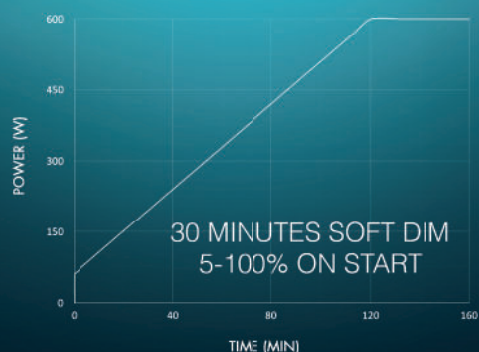 600
450
300
150
0
POWER (W)
30 MINUTES SOFT DIM
5-100% ON START
0 40 80 120 160
TIME (MIN)